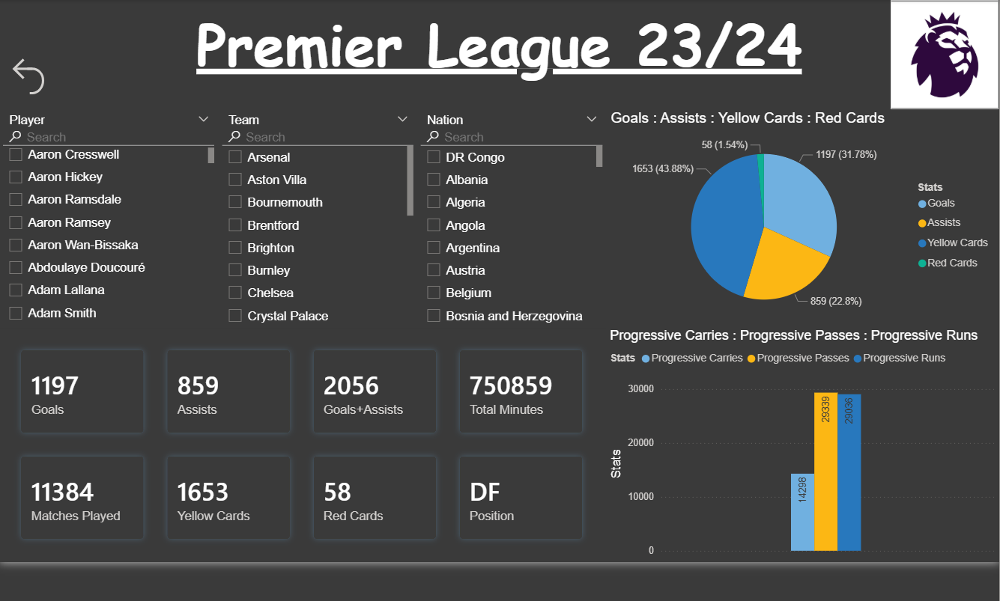 Premier League 23/24
Player
Search
Aaron Cresswell
Aaron Hickey
Aaron Ramsdale
Aaron Ramsey
Aaron Wan-Bissaka
Abdoulaye Doucouré
Adam Lallana
Adam Smith
Team
Search
Arsenal
Aston Villa
Bournemouth
Brentford
Brighton
Burnley
Chelsea
Crystal Palace
Nation
Search
DR Congo
Albania
Algeria
Angola
Argentina
Austria
Belgium
Bosnia and Herzegovina
Goals : Assists : Yellow Cards : Red Cards
58 (1.54%)
1197 (31.78%)
1653 (43.88%)
859 (22.8%)
Stats
Goals
Assists
Yellow Cards
Red Cards
1197
Goals
859
Assists
2056
Goals+Assists
750859
Total Minutes
11384
Matches Played
1653
Yellow Cards
58
Red Cards
DF
Position
Progressive Carries : Progressive Passes : Progressive Runs
Stats Progressive Carries Progressive Passes Progressive Runs
Stats
30000
20000
10000
0
14298
29339
29036